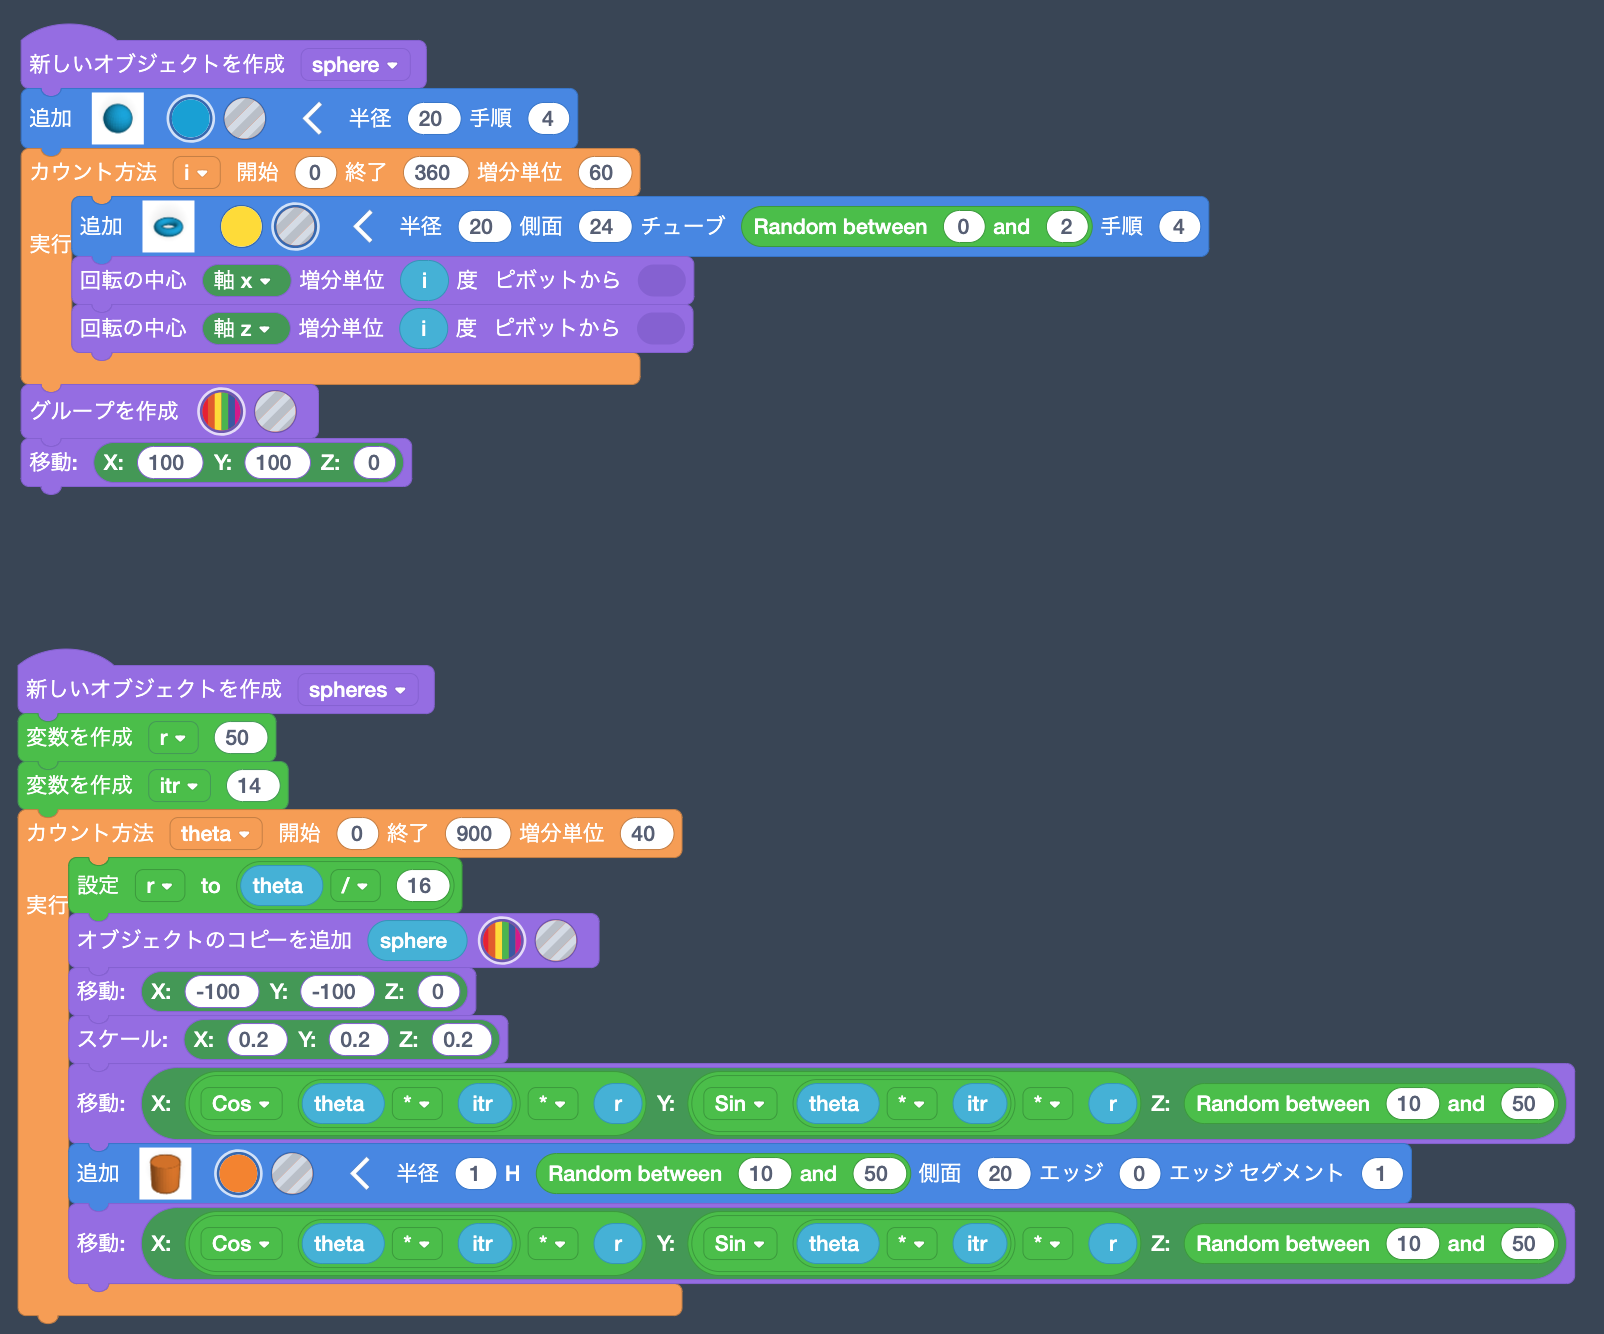 新しいオブジェクトを作成 sphere
追加 半径 20 手順 4
カウント方法 i 開始 0 終了 360 増分単位 60
実行
追加 半径 20 側面 24 チューブ Random between 0 and 2 手順 4
回転の中心 軸 x 増分単位 i 度 ピボットから
回転の中心 軸 z 増分単位 i 度 ピボットから
グループを作成
移動: X: 100 Y: 100 Z: 0
新しいオブジェクトを作成 spheres
変数を作成 r 50
変数を作成 itr 14
カウント方法 theta 開始 0 終了 900 増分単位 40
実行
設定 r to theta / 16
オブジェクトのコピーを追加 sphere
移動: X: -100 Y: -100 Z: 0
スケール: X: 0.2 Y: 0.2 Z: 0.2
移動: X: Cos theta * itr * r Y: Sin theta * itr * r Z: Random between 10 and 50
追加 半径 1 H Random between 10 and 50 側面 20 エッジ 0 エッジ セグメント 1
移動: X: Cos theta * itr * r Y: Sin theta * itr * r Z: Random between 10 and 50